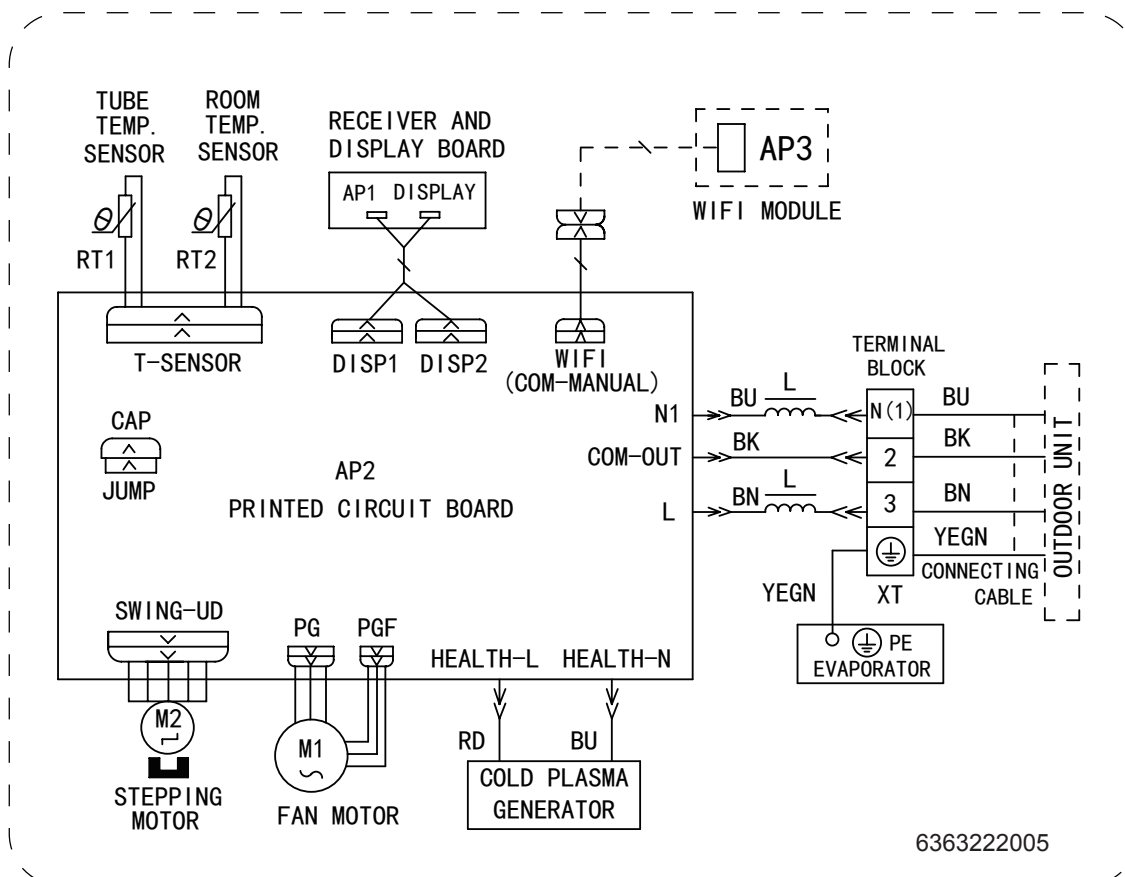 TUBE
TEMP.
SENSOR
ROOM
TEMP.
SENSOR
RECEIVER AND
DISPLAY BOARD
AP1 DISPLAY
AP3
WIFI MODULE
θ
RT1
θ
RT2
T-SENSOR
DISP1
DISP2
WIFI
(COM-MANUAL)
TERMINAL
BLOCK
CAP
JUMP
AP2
PRINTED CIRCUIT BOARD
N1
BU
L
N(1)
BU
COM-OUT
BK
2
BK
L
BN
L
3
BN
YEGN
YEGN
XT
CONNECTING
CABLE
OUTDOOR UNIT
PE
EVAPORATOR
SWING-UD
PG
PGF
HEALTH-L
HEALTH-N
M2
STEPPING
MOTOR
M1
FAN MOTOR
RD
BU
COLD PLASMA
GENERATOR
6363222005